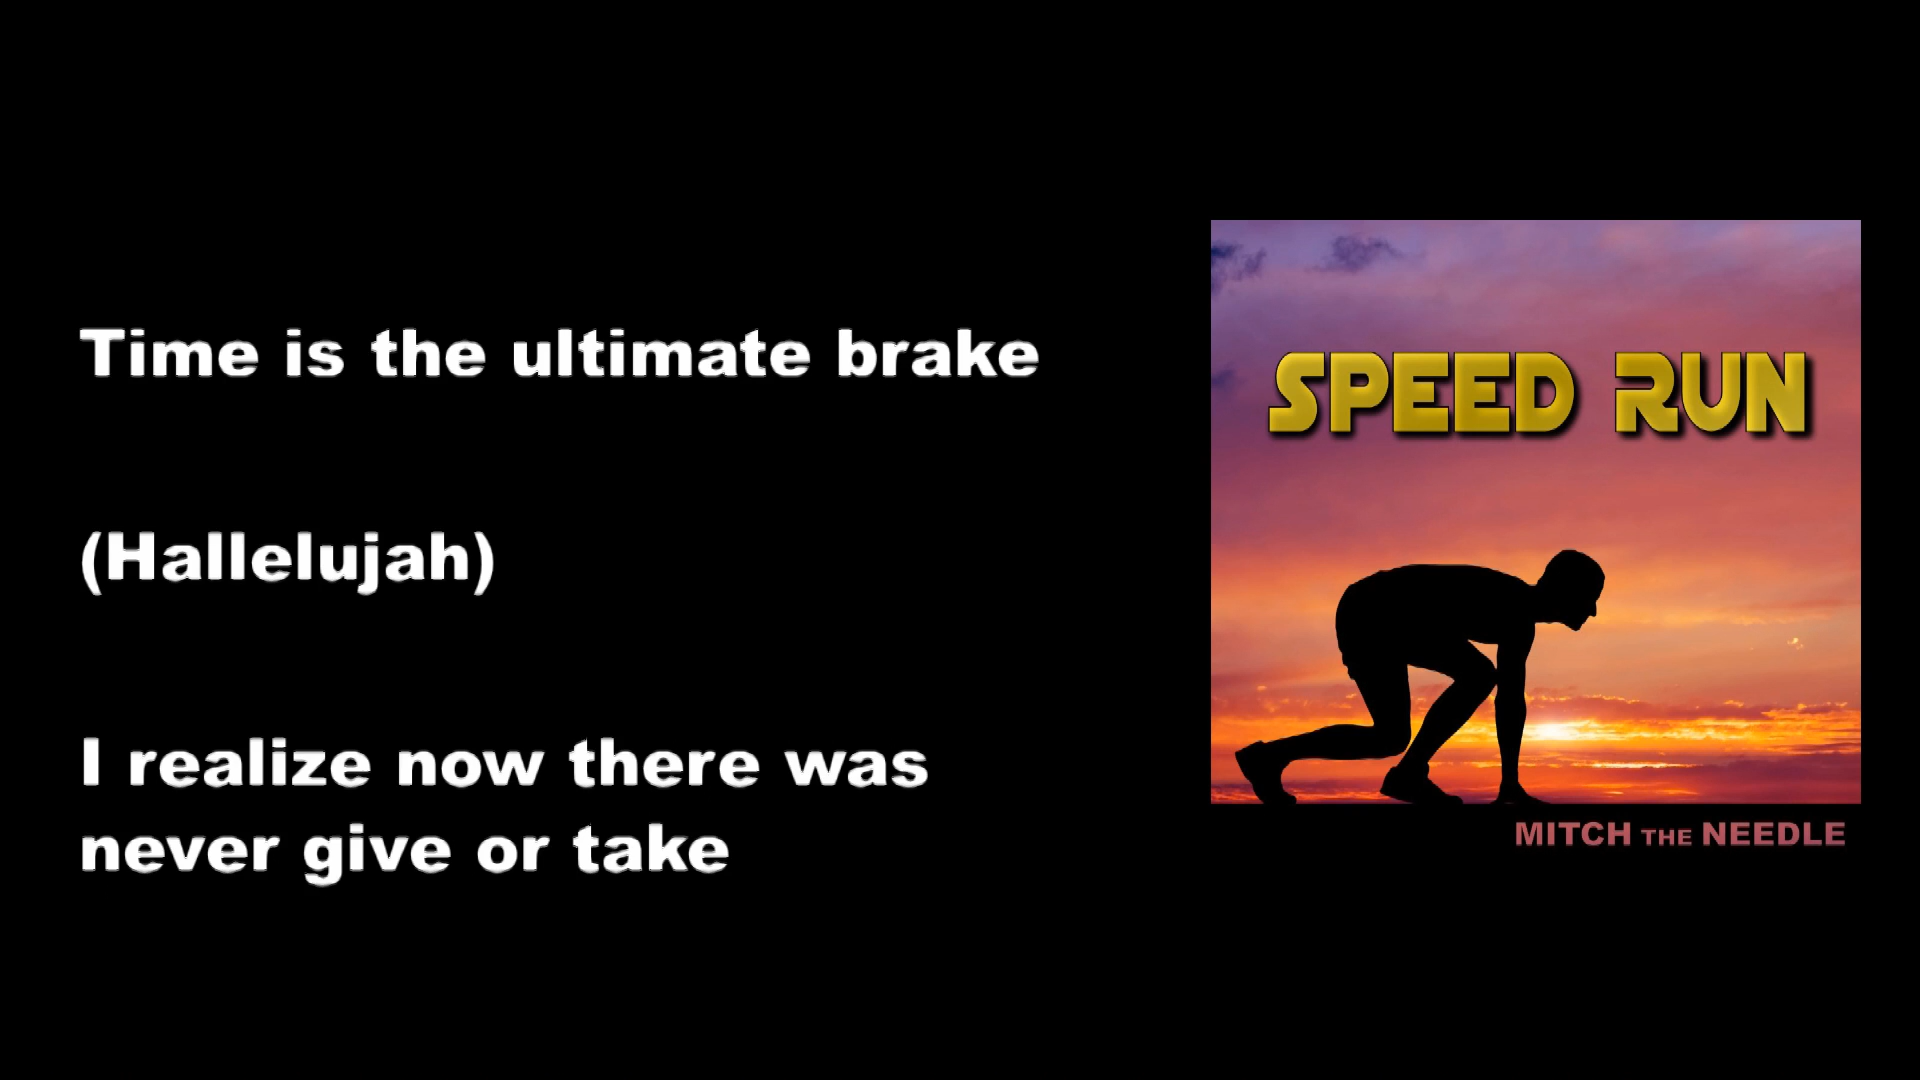 Time is the ultimate brake
(Hallelujah)
I realize now there was
never give or take
SPEED RUN
MITCH THE NEEDLE